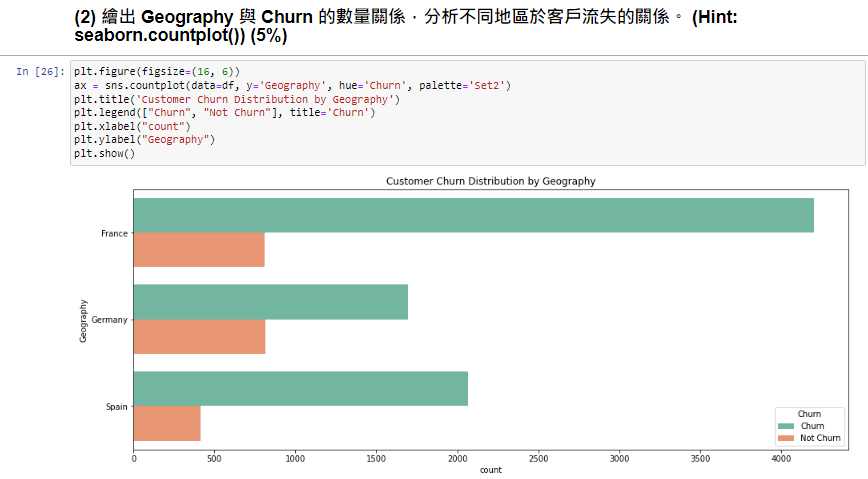 (2) 繪出 Geography 與 Churn 的數量關係，分析不同地區於客戶流失的關係。 (Hint:
seaborn.countplot()) (5%)
In [26]: plt.figure(figsize=(16, 6))
ax = sns.countplot(data=df, y='Geography', hue='Churn', palette='Set2')
plt.title('Customer Churn Distribution by Geography')
plt.legend(["Churn", "Not Churn"], title='Churn')
plt.xlabel("count")
plt.ylabel("Geography")
plt.show()
Customer Churn Distribution by Geography
France
Germany
Spain
Geography
Churn
Churn
Not Churn
0 500 1000 1500 2000 2500 3000 3500 4000
count